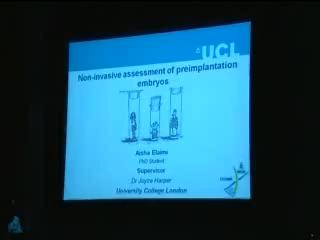 UCL
Non-invasive assessment of preimplantation
embryos
Aisha Elaimi
PhD Student
Supervisor
Dr Joyce Harper
University College London